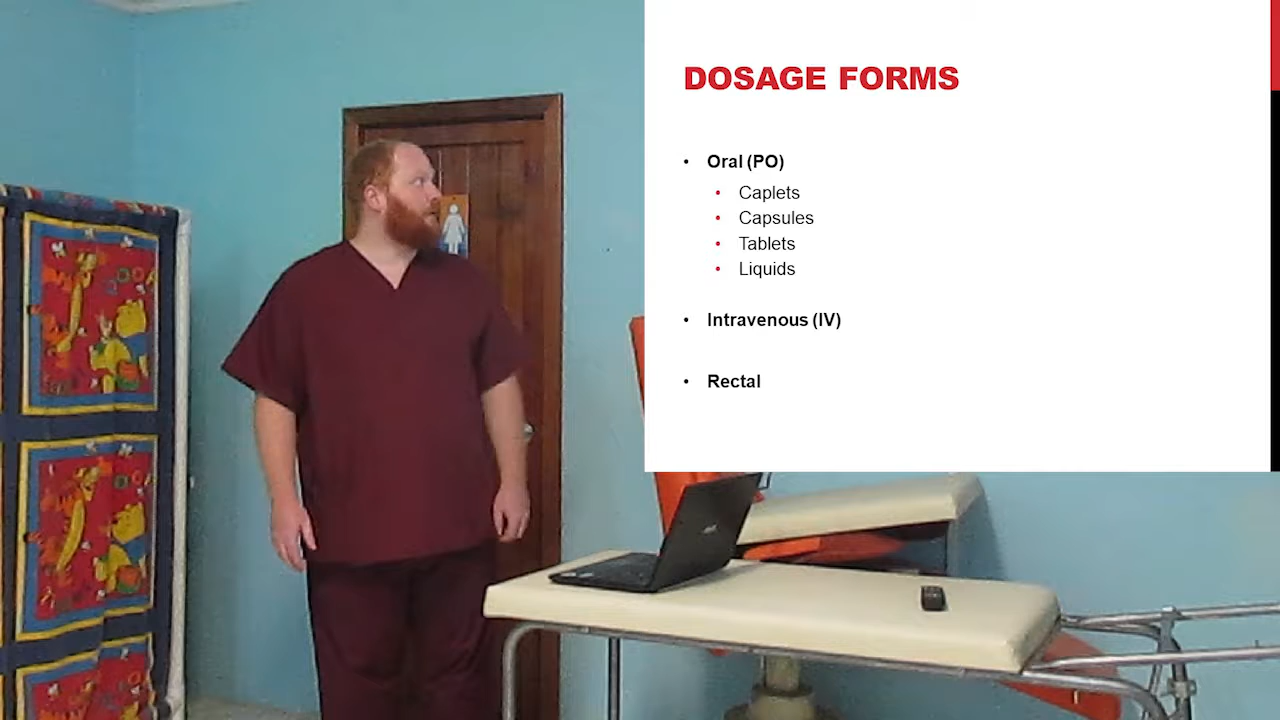 DOSAGE FORMS
• Oral (PO)
• Caplets
• Capsules
• Tablets
• Liquids
• Intravenous (IV)
• Rectal